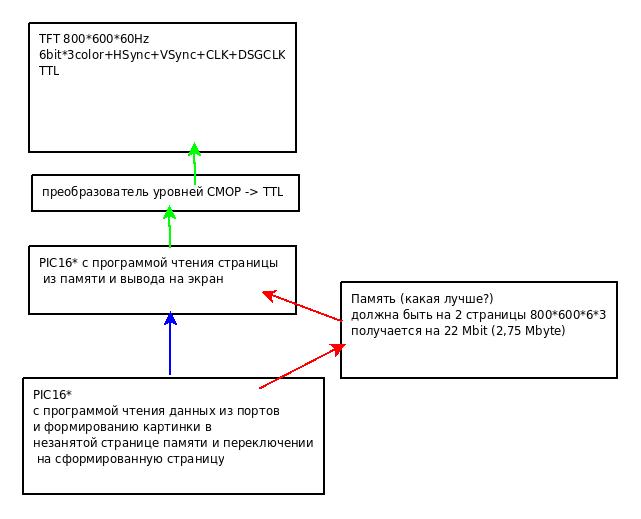 TFT 800*600*60Hz
6bit*3color+HSync+VSync+CLK+DSGCLK
TTL
преобразователь уровней СМОР -> TTL
PIC16* с программой чтения страницы
из памяти и вывода на экран
Память (какая лучше?)
должна быть на 2 страницы 800*600*6*3
получается на 22 Mbit (2,75 Mbyte)
PIC16*
с программой чтения данных из портов
и формированию картинки в
незанятой странице памяти и переключении
на сформированную страницу